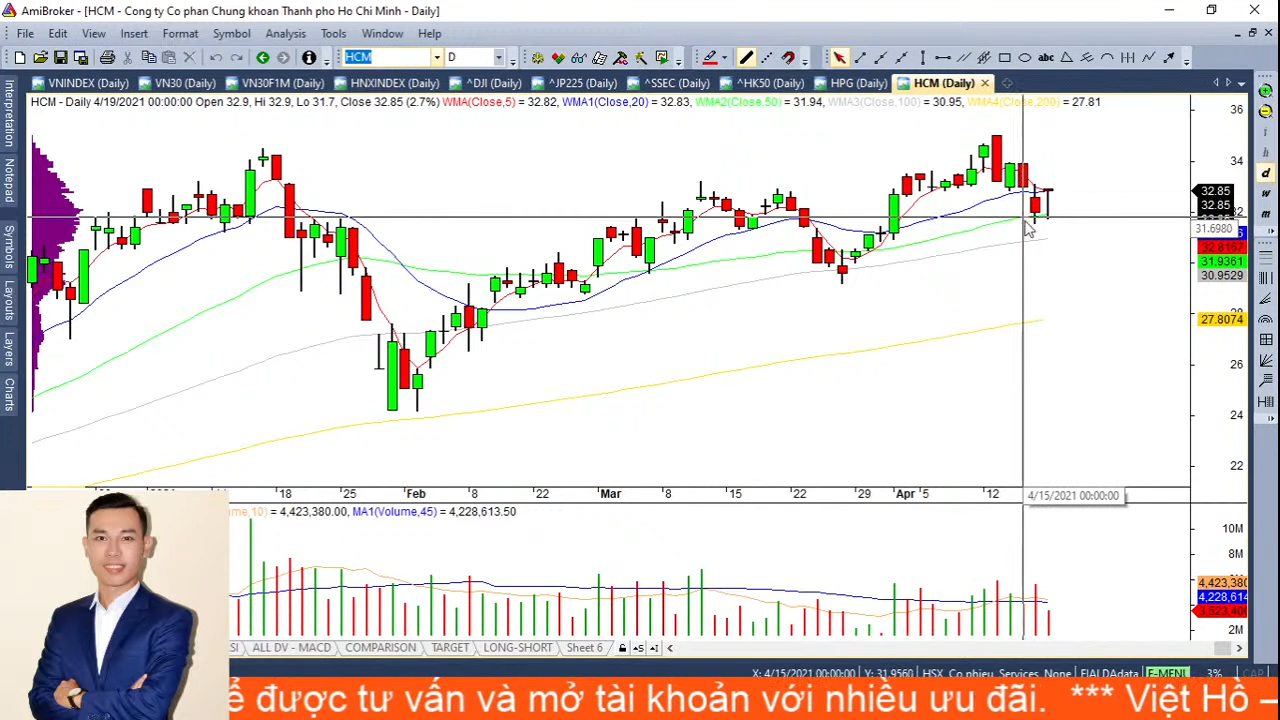 AmiBroker - [HCM - Cong ty Co phan Chung khoan Thanh pho Ho Chi Minh - Daily]
File Edit View Insert Format Symbol Analysis Tools Window Help
HCM D abc
VNINDEX (Daily) VN30 (Daily) VN30F1M (Daily) HNXINDEX (Daily) ^DJI (Daily) ^JP225 (Daily) ^SSEC (Daily) ^HK50 (Daily) HPG (Daily) HCM (Daily)
HCM - Daily 4/19/2021 00:00:00 Open 32.9, Hi 32.9, Lo 31.7, Close 32.85 (2.7%) WMA(Close,5) = 32.82, WMA1(Close,20) = 32.83, WMA2(Close,50) = 31.94, WMA3(Close,100) = 30.95, WMA4(Close,200) = 27.81
Interpretation
Notepad
Symbols
Layouts
Layers
Charts
36
34
32.85
32.85
32
31.6980
32.8167
31.9361
30.9529
27.8074
26
24
22
i
h
d
w
m
18 25 Feb 8 22 Mar 8 15 22 29 Apr 5 12
4/15/2021 00:00:00
Volume,10) = 4,423,380.00, MA1(Volume,45) = 4,228,613.50
10M
8M
4,423,380
4,228,614
3,523,400
2M
SI ALL DV - MACD COMPARISON TARGET LONG-SHORT Sheet 6
X: 4/15/2021 00:00:00 Y: 31.9560 HSX, Co phieu, Services, None FIALDAdata E-MENU 3% CAP
ể được tư vấn và mở tài khoản với nhiều ưu đãi. *** Việt Hồ –